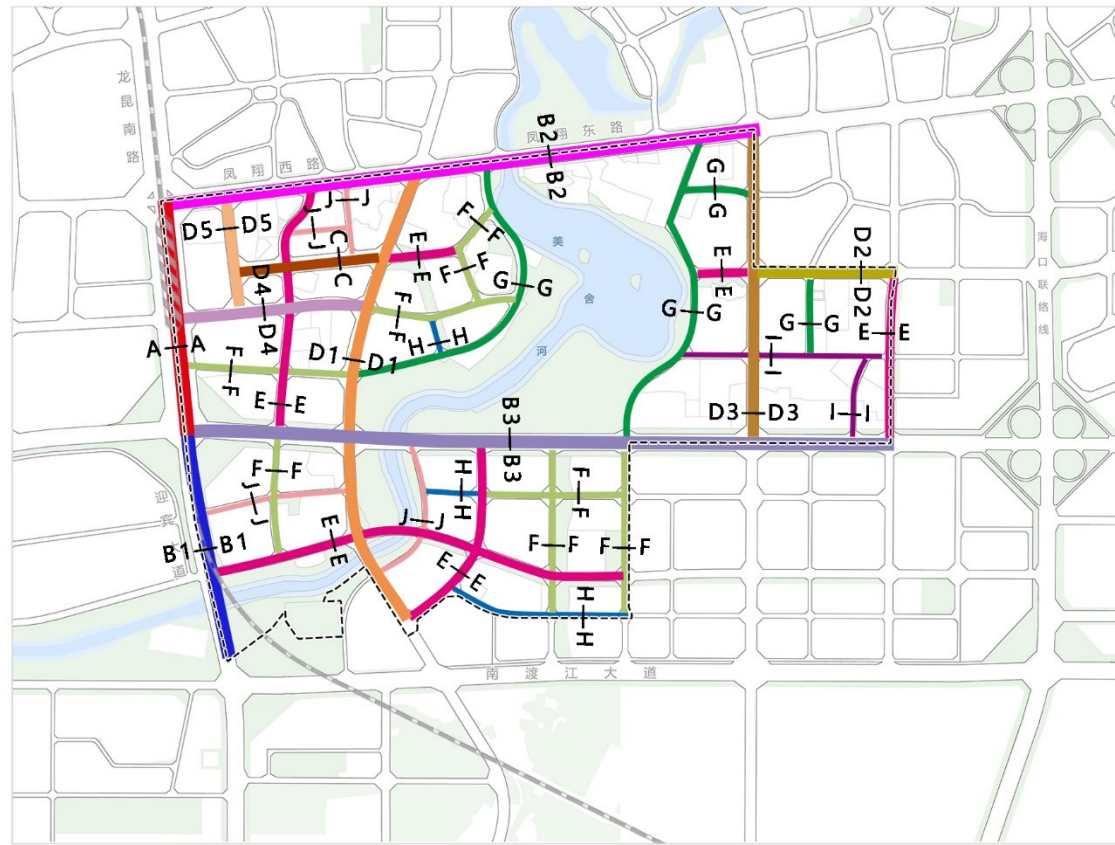 龙昆南路
凤翔西路
凤翔东路
海口联络线
美舍河
迎宾大道
南渡江大道
B2—B2
J—J
J—J
D5—D5
C—C
D4—D4
E—E
F—F
F—F
G—G
F—F
H—H
A—A
D1—D1
F—F
E—E
G—G
E—E
G—G
D2—D2
G—G
E—E
I—I
D3—D3
I—I
B3—B3
F—F
J—J
B1—B1
E—E
H—H
J—J
F—F
F—F
F—F
E—E
H—H